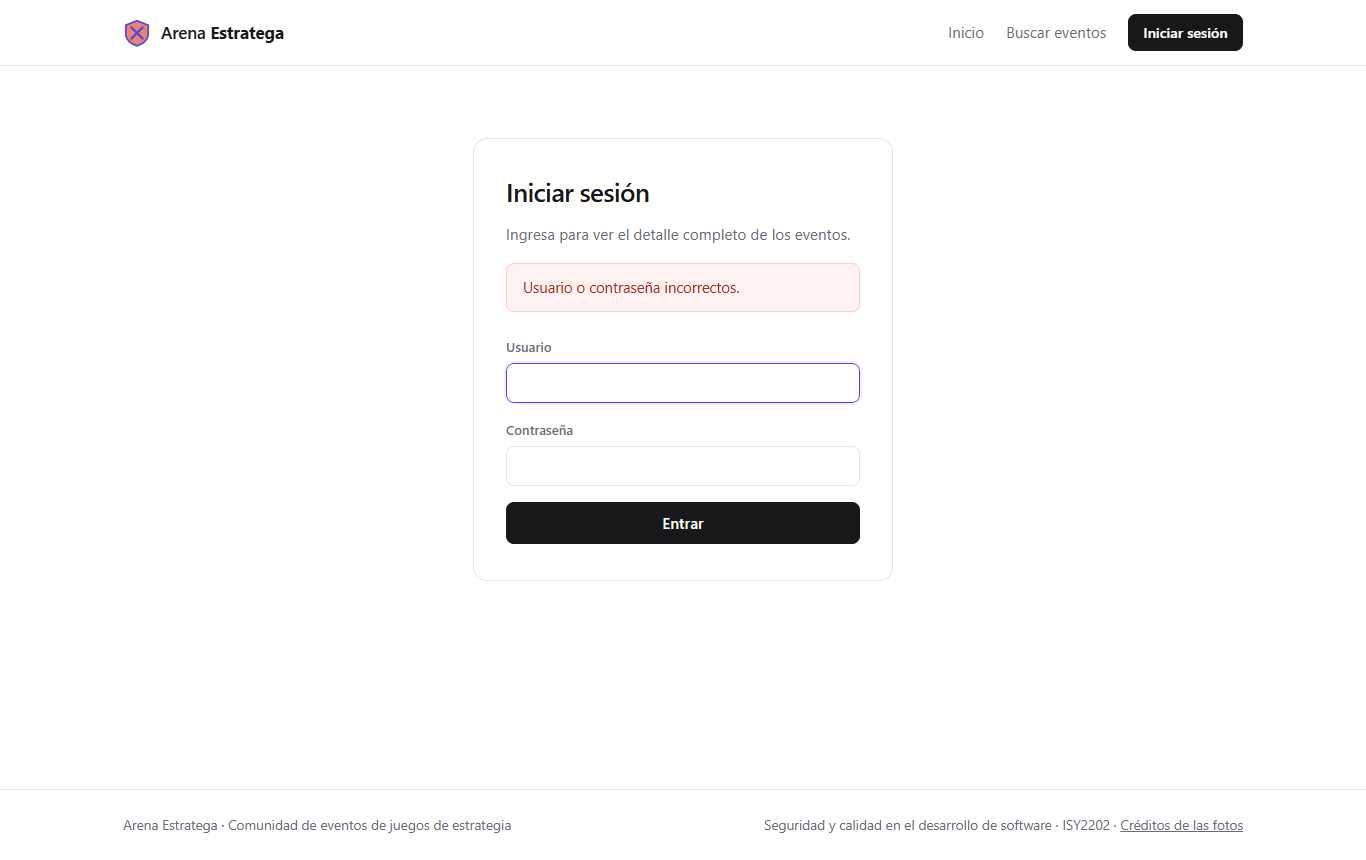 Arena Estratega
Inicio
Buscar eventos
Iniciar sesión
Iniciar sesión
Ingresa para ver el detalle completo de los eventos.
Usuario o contraseña incorrectos.
Usuario
Contraseña
Entrar
Arena Estratega · Comunidad de eventos de juegos de estrategia
Seguridad y calidad en el desarrollo de software · ISY2202 · Créditos de las fotos